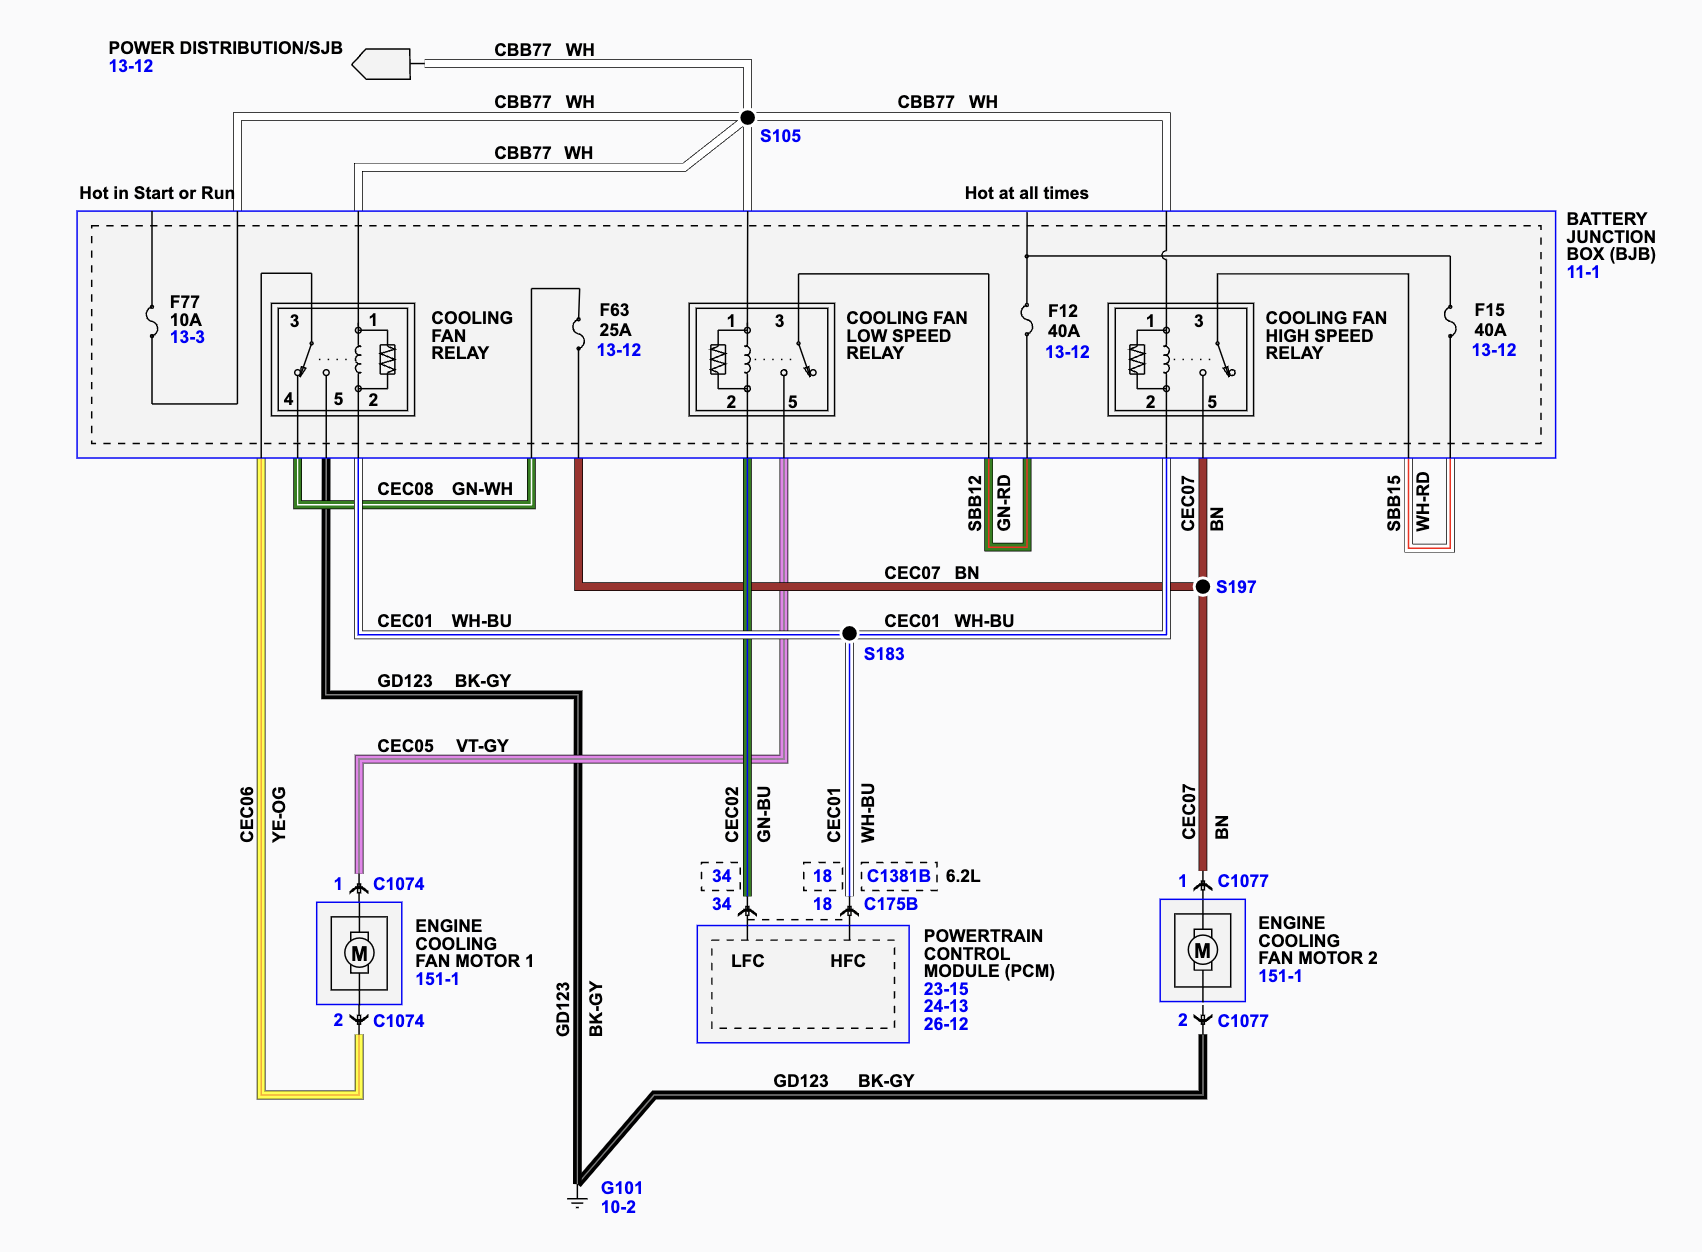 POWER DISTRIBUTION/SJB
13-12
CBB77 WH
CBB77 WH
CBB77 WH
S105
CBB77 WH
Hot in Start or Run
Hot at all times
BATTERY
JUNCTION
BOX (BJB)
11-1
F77
10A
13-3
3
1
4
5
2
COOLING
FAN
RELAY
F63
25A
13-12
1
3
2
5
COOLING FAN
LOW SPEED
RELAY
F12
40A
13-12
1
3
2
5
COOLING FAN
HIGH SPEED
RELAY
F15
40A
13-12
CEC08 GN-WH
SBB12
GN-RD
CEC07
BN
SBB15
WH-RD
CEC07 BN
S197
CEC01 WH-BU
CEC01 WH-BU
S183
GD123 BK-GY
CEC05 VT-GY
CEC06
YE-OG
CEC02
GN-BU
CEC01
WH-BU
CEC07
BN
34
18
C1381B
6.2L
34
18
C175B
1
C1074
M
ENGINE
COOLING
FAN MOTOR 1
151-1
2
C1074
GD123
BK-GY
LFC
HFC
POWERTRAIN
CONTROL
MODULE (PCM)
23-15
24-13
26-12
1
C1077
M
ENGINE
COOLING
FAN MOTOR 2
151-1
2
C1077
GD123 BK-GY
G101
10-2